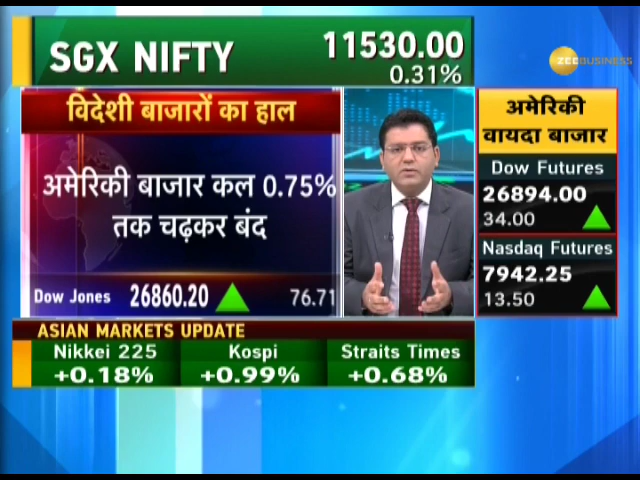 SGX NIFTY
11530.00
0.31%
ZEE BUSINESS
विदेशी बाजारों का हाल
अमेरिकी बाजार कल 0.75%
तक चढ़कर बंद
Dow Jones 26860.20 76.71
अमेरिकी
वायदा बाजार
Dow Futures
26894.00
34.00
Nasdaq Futures
7942.25
13.50
ASIAN MARKETS UPDATE
Nikkei 225 Kospi Straits Times
+0.18% +0.99% +0.68%